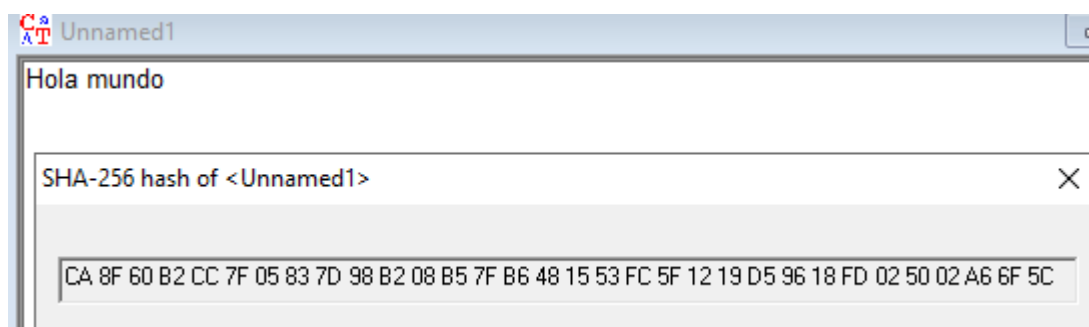 Unnamed1
Hola mundo
SHA-256 hash of <Unnamed1>
CA 8F 60 B2 CC 7F 05 83 7D 98 B2 08 B5 7F B6 48 15 53 FC 5F 12 19 D5 96 18 FD 02 50 02 A6 6F 5C